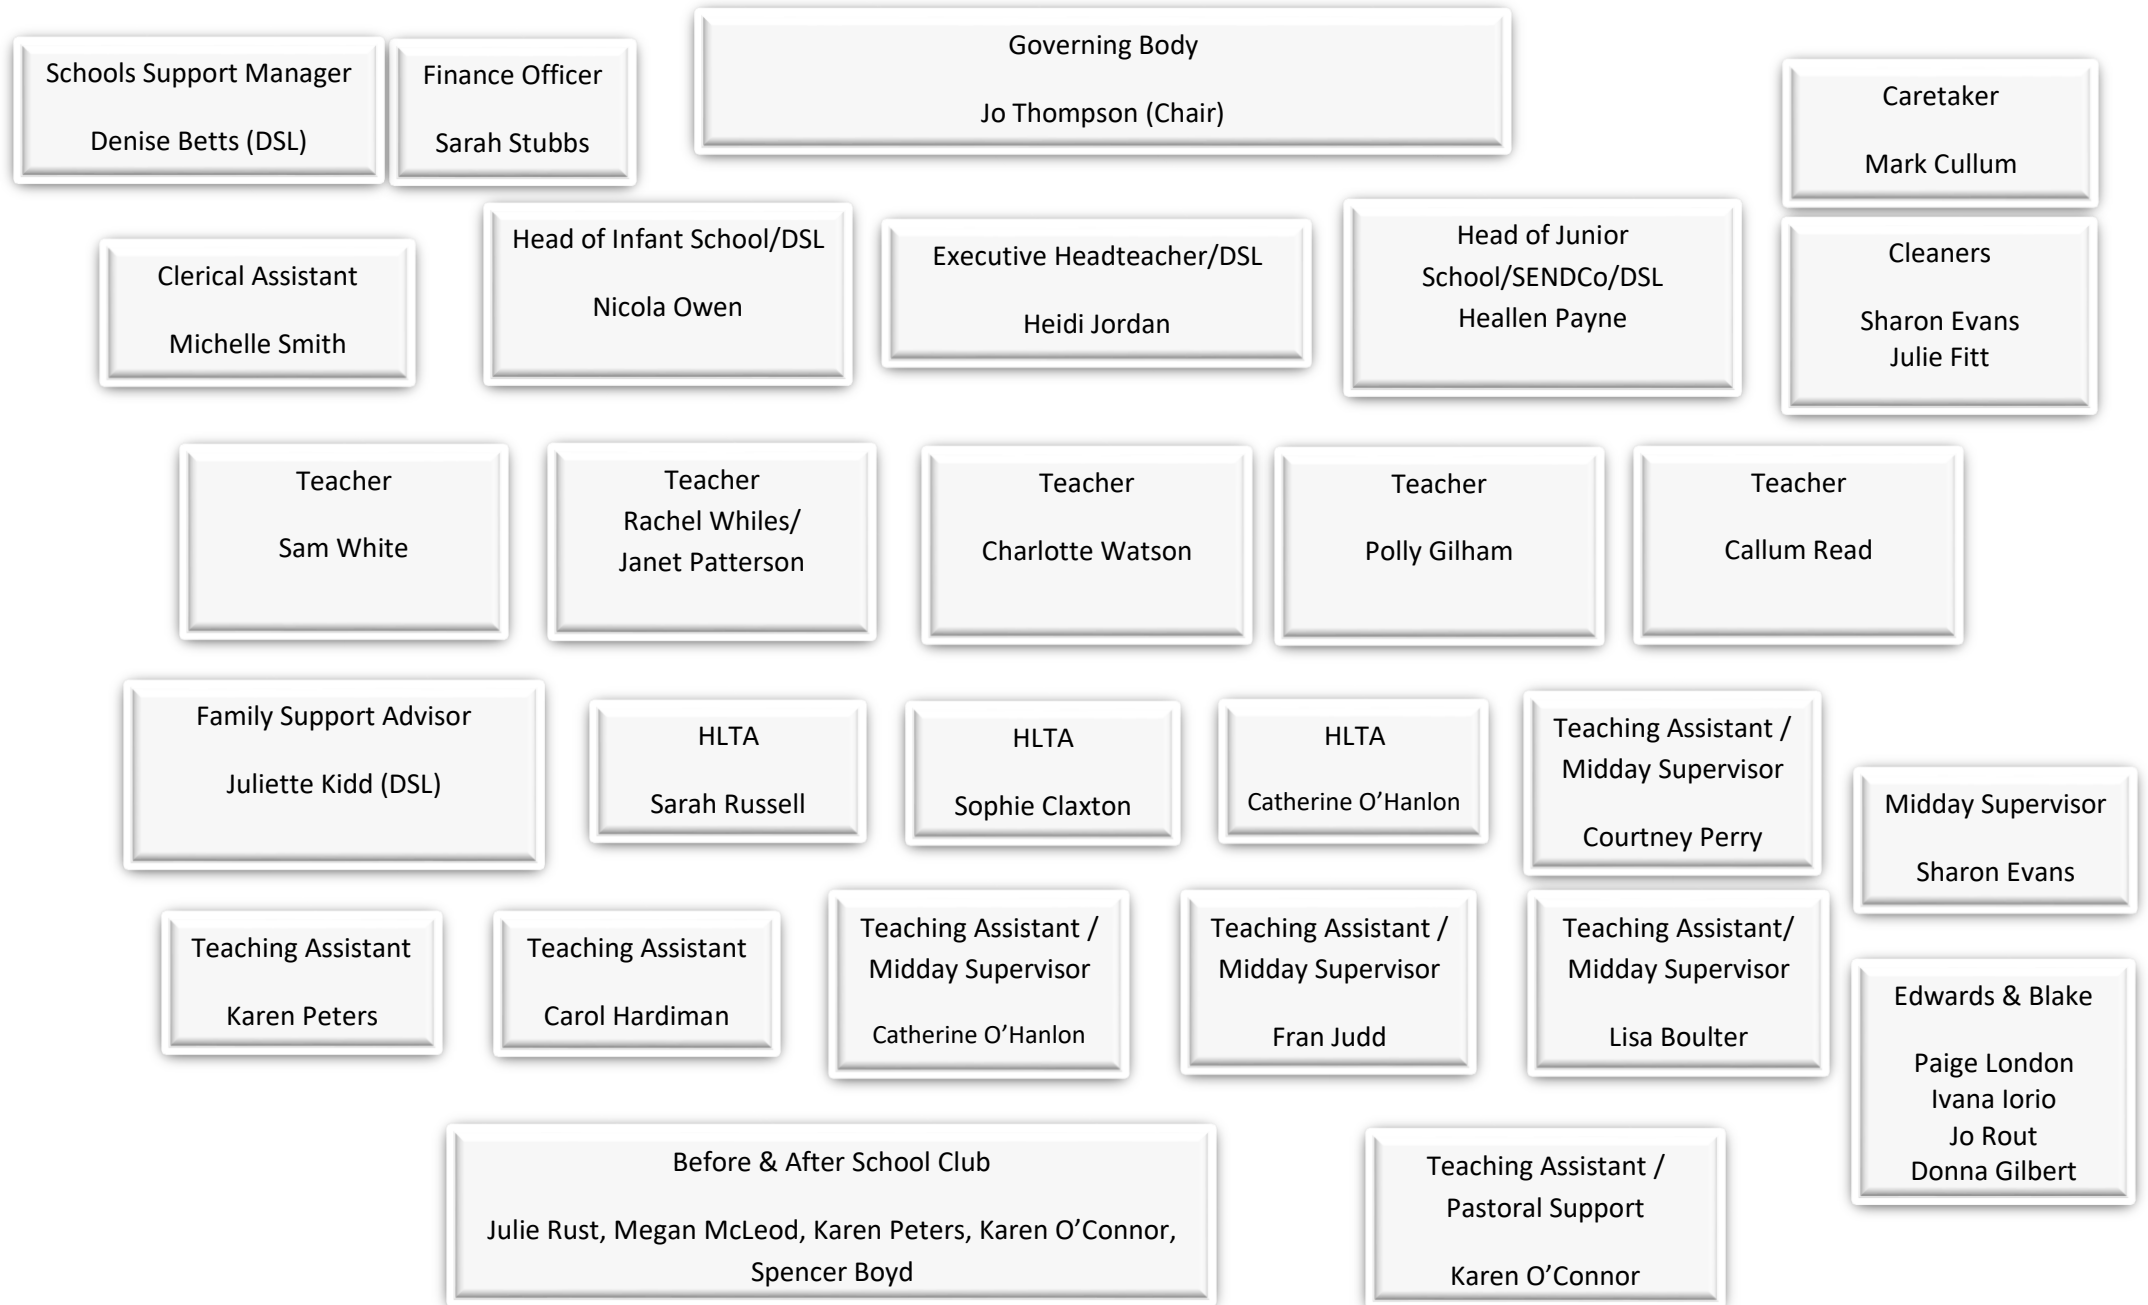 Schools Support Manager
Denise Betts (DSL)
Finance Officer
Sarah Stubbs
Governing Body
Jo Thompson (Chair)
Caretaker
Mark Cullum
Clerical Assistant
Michelle Smith
Head of Infant School/DSL
Nicola Owen
Executive Headteacher/DSL
Heidi Jordan
Head of Junior
School/SENDCo/DSL
Heallen Payne
Cleaners
Sharon Evans
Julie Fitt
Teacher
Sam White
Teacher
Rachel Whiles/
Janet Patterson
Teacher
Charlotte Watson
Teacher
Polly Gilham
Teacher
Callum Read
Family Support Advisor
Juliette Kidd (DSL)
HLTA
Sarah Russell
HLTA
Sophie Claxton
HLTA
Catherine O’Hanlon
Teaching Assistant /
Midday Supervisor
Courtney Perry
Midday Supervisor
Sharon Evans
Teaching Assistant
Karen Peters
Teaching Assistant
Carol Hardiman
Teaching Assistant /
Midday Supervisor
Catherine O’Hanlon
Teaching Assistant /
Midday Supervisor
Fran Judd
Teaching Assistant/
Midday Supervisor
Lisa Boulter
Edwards & Blake
Paige London
Ivana Iorio
Jo Rout
Donna Gilbert
Before & After School Club
Julie Rust, Megan McLeod, Karen Peters, Karen O’Connor,
Spencer Boyd
Teaching Assistant /
Pastoral Support
Karen O’Connor